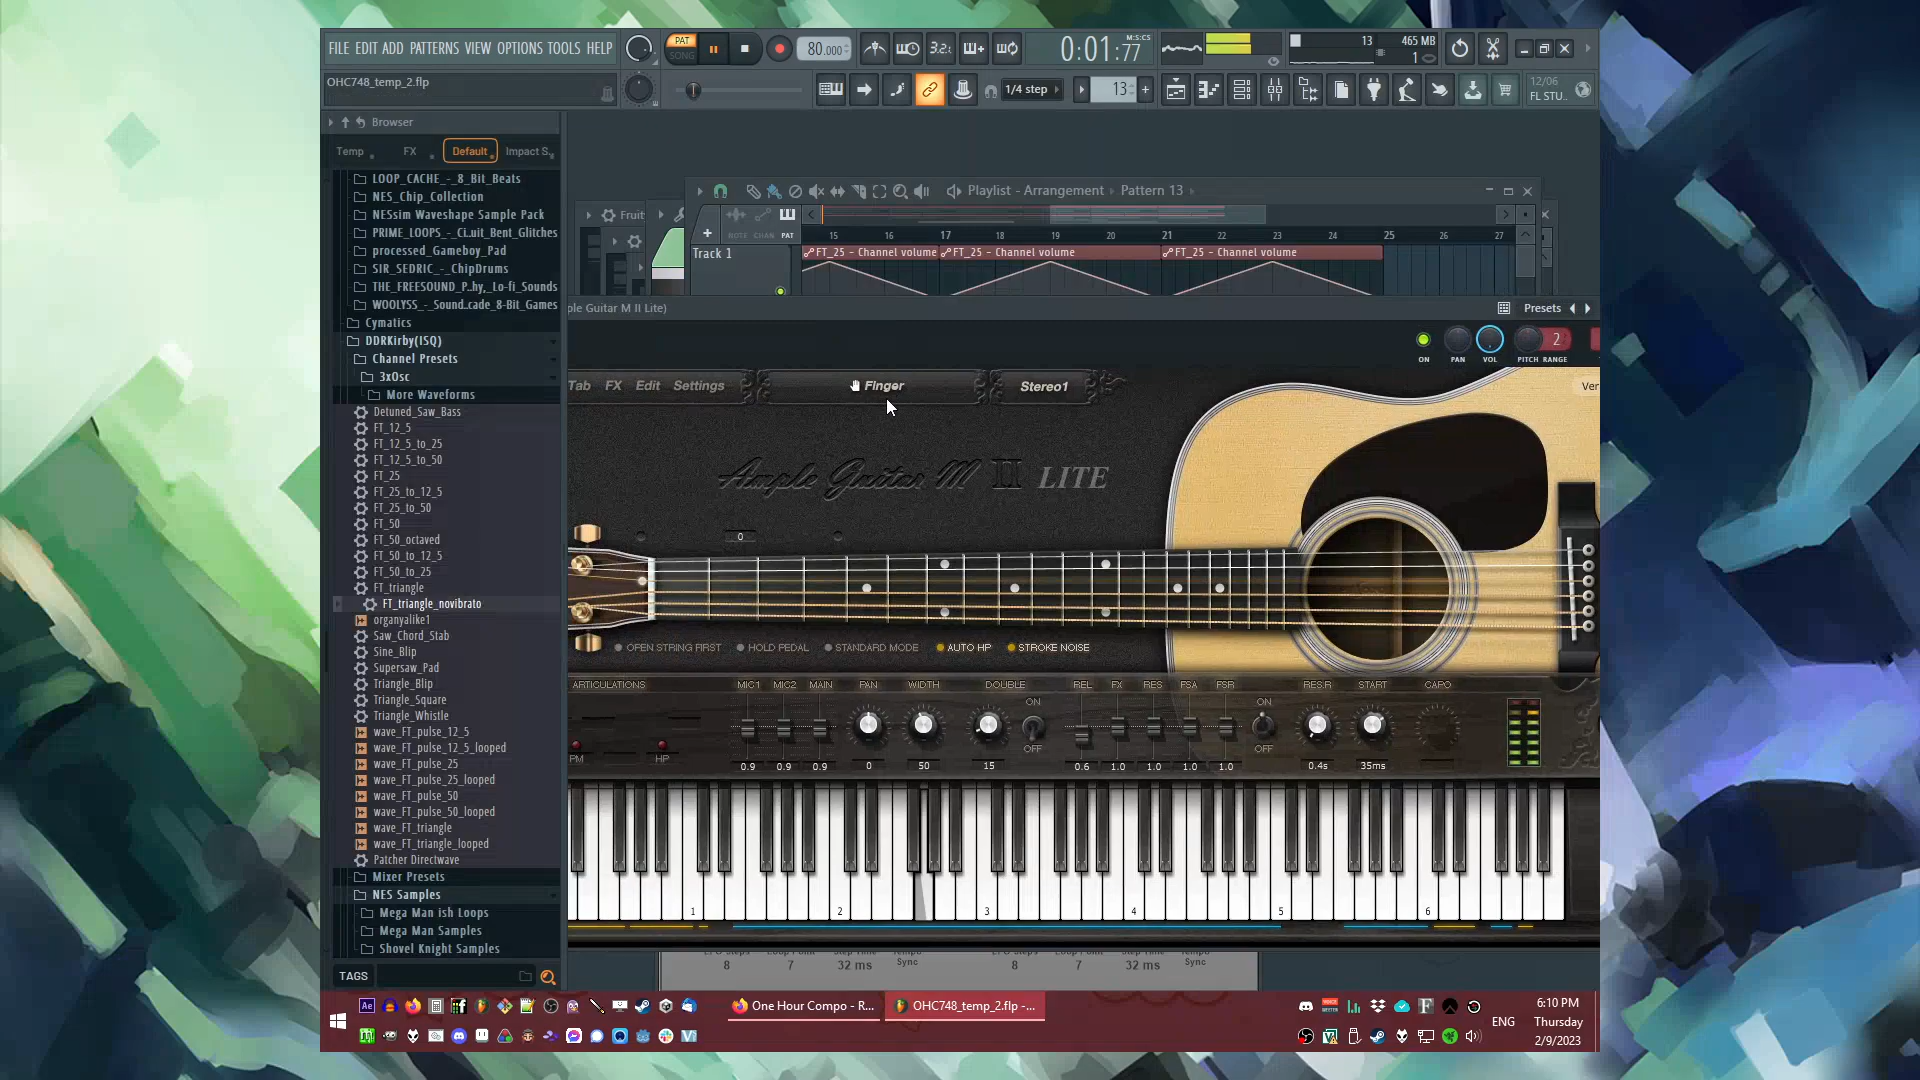 FILE EDIT ADD PATTERNS VIEW OPTIONS TOOLS HELP
PAT
SONG
80.000
3.2.
0:01:77
M:S:CS
13
465 MB
1
OHC748_temp_2.flp
1/4 step
13
12/06
FL STU..
Browser
Temp
FX
Default
Impact S..
LOOP_CACHE_-_8_Bit_Beats
NES_Chip_Collection
NESsim Waveshape Sample Pack
PRIME_LOOPS_-_Ci..uit_Bent_Glitches
processed_Gameboy_Pad
SIR_SEDRIC_-_ChipDrums
THE_FREESOUND_P..hy,_Lo-fi_Sounds
WOOLYSS_-_Sound..cade_8-Bit_Games
Cymatics
DDRKirby(ISQ)
Channel Presets
3xOsc
More Waveforms
Detuned_Saw_Bass
FT_12_5
FT_12_5_to_25
FT_12_5_to_50
FT_25
FT_25_to_12_5
FT_25_to_50
FT_50
FT_50_octaved
FT_50_to_12_5
FT_50_to_25
FT_triangle
FT_triangle_novibrato
organyalike1
Saw_Chord_Stab
Sine_Blip
Supersaw_Pad
Triangle_Blip
Triangle_Square
Triangle_Whistle
wave_FT_pulse_12_5
wave_FT_pulse_12_5_looped
wave_FT_pulse_25
wave_FT_pulse_25_looped
wave_FT_pulse_50
wave_FT_pulse_50_looped
wave_FT_triangle
wave_FT_triangle_looped
Patcher Directwave
Mixer Presets
NES Samples
Mega Man ish Loops
Mega Man Samples
Shovel Knight Samples
TAGS
Fruit
Playlist - Arrangement
Pattern 13
NOTE CHAN PAT
15 16 17 18 19 20 21 22 23 24 25 26 27
Track 1
FT_25 - Channel volume
FT_25 - Channel volume
FT_25 - Channel volume
ple Guitar M II Lite)
Presets
2
ON PAN VOL PITCH RANGE
Tab FX Edit Settings
Finger
Stereo1
Ver
Ample Guitar M II LITE
0
OPEN STRING FIRST
HOLD PEDAL
STANDARD MODE
AUTO HP
STROKE NOISE
ARTICULATIONS
MIC1 MIC2 MAIN PAN WIDTH DOUBLE REL FX RES FSA FSR RES.R START CAPO
ON
OFF
ON
OFF
PM
HP
0.9 0.9 0.9 0 50 15 0.6 1.0 1.0 1.0 1.0 0.4s 35ms
1 2 3 4 5 6
Sync
Sync
8 7 32 ms
8 7 32 ms
One Hour Compo - R...
OHC748_temp_2.flp -...
ENG
6:10 PM
Thursday
2/9/2023